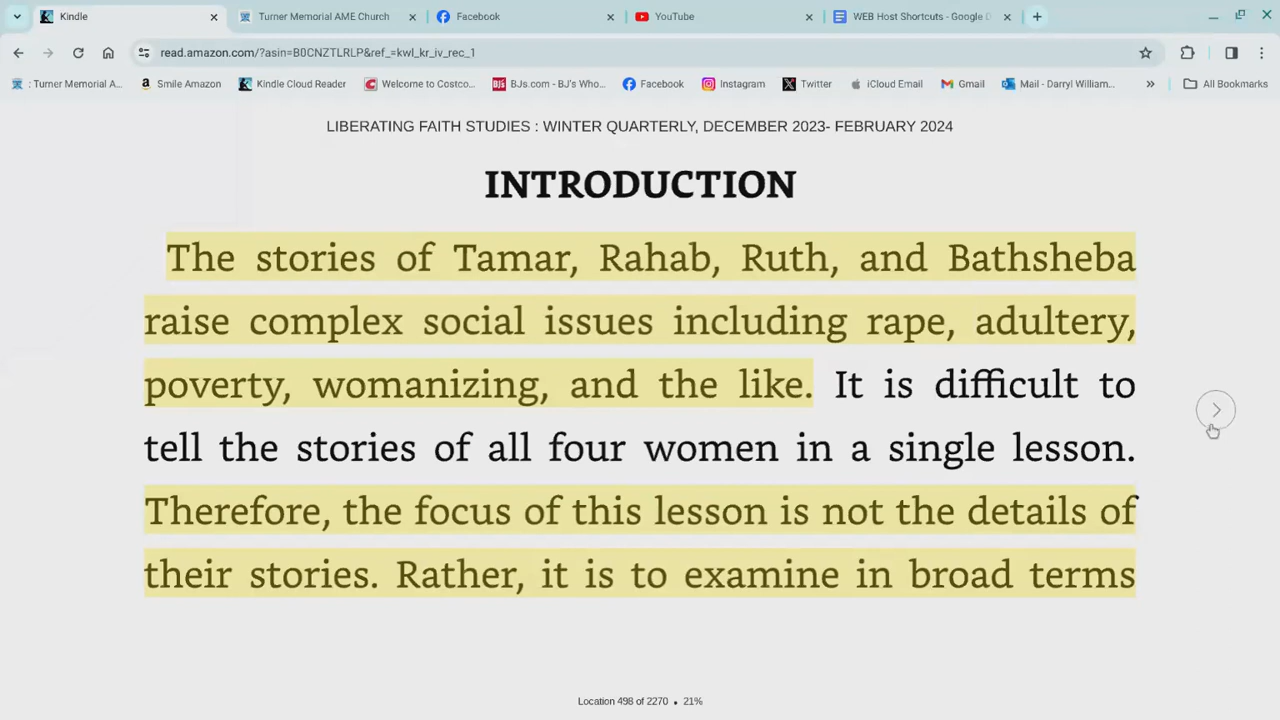 Kindle
Turner Memorial AME Church
Facebook
YouTube
WEB Host Shortcuts - Google D
read.amazon.com/?asin=B0CNZTLRLP&ref_=kwl_kr_iv_rec_1
: Turner Memorial A...
Smile Amazon
Kindle Cloud Reader
Welcome to Costco...
BJs.com - BJ's Who...
Facebook
Instagram
Twitter
iCloud Email
Gmail
Mail - Darryl William...
All Bookmarks
LIBERATING FAITH STUDIES : WINTER QUARTERLY, DECEMBER 2023- FEBRUARY 2024
INTRODUCTION
The stories of Tamar, Rahab, Ruth, and Bathsheba
raise complex social issues including rape, adultery,
poverty, womanizing, and the like. It is difficult to
tell the stories of all four women in a single lesson.
Therefore, the focus of this lesson is not the details of
their stories. Rather, it is to examine in broad terms
Location 498 of 2270 • 21%